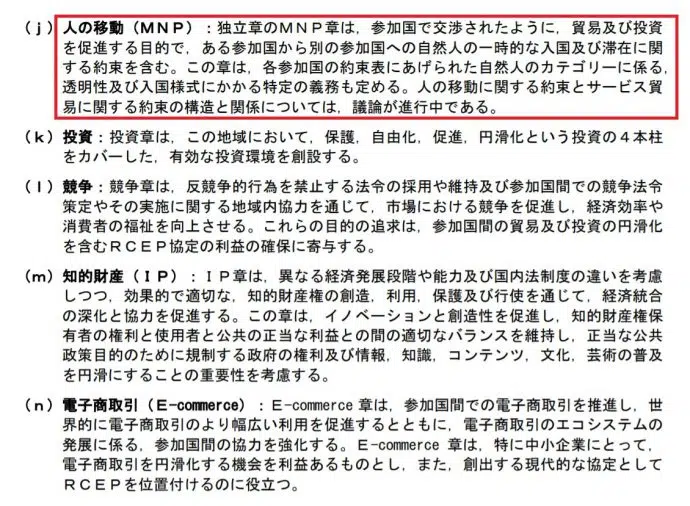 （ｊ）人の移動（ＭＮＰ）：独立章のＭＮＰ章は，参加国で交渉されたように，貿易及び投資
を促進する目的で，ある参加国から別の参加国への自然人の一時的な入国及び滞在に関
する約束を含む。この章は，各参加国の約束表にあげられた自然人のカテゴリーに係る，
透明性及び入国様式にかかる特定の義務も定める。人の移動に関する約束とサービス貿
易に関する約束の構造と関係については，議論が進行中である。
（ｋ）投資：投資章は，この地域において，保護，自由化，促進，円滑化という投資の４本柱
をカバーした，有効な投資環境を創設する。
（ｌ）競争：競争章は，反競争的行為を禁止する法令の採用や維持及び参加国間での競争法令
策定やその実施に関する地域内協力を通じて，市場における競争を促進し，経済効率や
消費者の福祉を向上させる。これらの目的の追求は，参加国間の貿易及び投資の円滑化
を含むＲＣＥＰ協定の利益の確保に寄与する。
（ｍ）知的財産（ＩＰ）：ＩＰ章は，異なる経済発展段階や能力及び国内法制度の違いを考慮
しつつ，効果的で適切な，知的財産権の創造，利用，保護及び行使を通じて，経済統合
の深化と協力を促進する。この章は，イノベーションと創造性を促進し，知的財産権保
有者の権利と使用者と公共の正当な利益との間の適切なバランスを維持し，正当な公共
政策目的のために規制する政府の権利及び情報，知識，コンテンツ，文化，芸術の普及
を円滑にすることの重要性を考慮する。
（ｎ）電子商取引（Ｅ-commerce）：Ｅ-commerce 章は，参加国間での電子商取引を推進し，世
界的に電子商取引のより幅広い利用を促進するとともに，電子商取引のエコシステムの
発展に係る，参加国間の協力を強化する。Ｅ-commerce 章は，特に中小企業にとって，
電子商取引を円滑化する機会を利益あるものとし，また，創出する現代的な協定として
ＲＣＥＰを位置付けるのに役立つ。